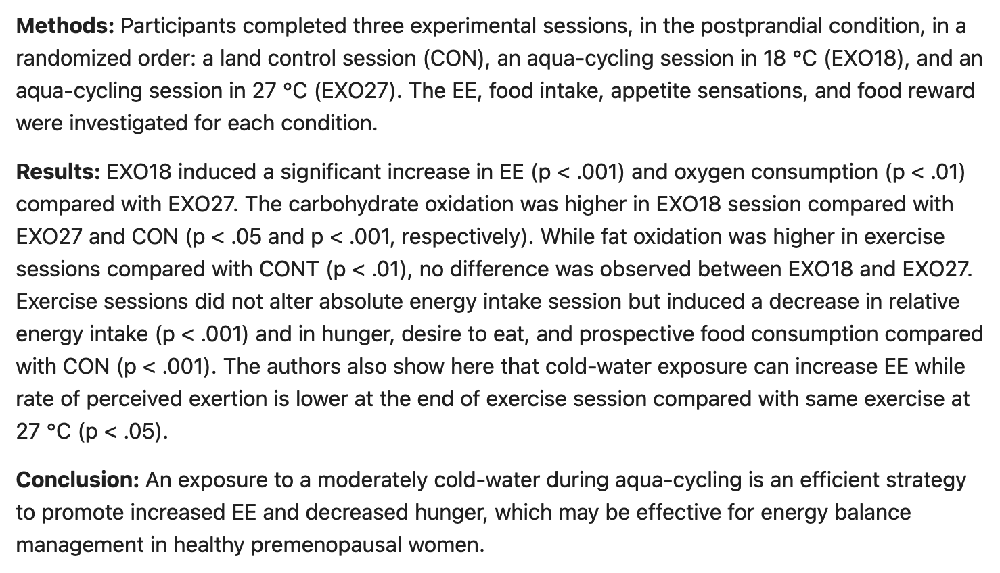 Methods: Participants completed three experimental sessions, in the postprandial condition, in a
randomized order: a land control session (CON), an aqua-cycling session in 18 °C (EXO18), and an
aqua-cycling session in 27 °C (EXO27). The EE, food intake, appetite sensations, and food reward
were investigated for each condition.
Results: EXO18 induced a significant increase in EE (p < .001) and oxygen consumption (p < .01)
compared with EXO27. The carbohydrate oxidation was higher in EXO18 session compared with
EXO27 and CON (p < .05 and p < .001, respectively). While fat oxidation was higher in exercise
sessions compared with CONT (p < .01), no difference was observed between EXO18 and EXO27.
Exercise sessions did not alter absolute energy intake session but induced a decrease in relative
energy intake (p < .001) and in hunger, desire to eat, and prospective food consumption compared
with CON (p < .001). The authors also show here that cold-water exposure can increase EE while
rate of perceived exertion is lower at the end of exercise session compared with same exercise at
27 °C (p < .05).
Conclusion: An exposure to a moderately cold-water during aqua-cycling is an efficient strategy
to promote increased EE and decreased hunger, which may be effective for energy balance
management in healthy premenopausal women.